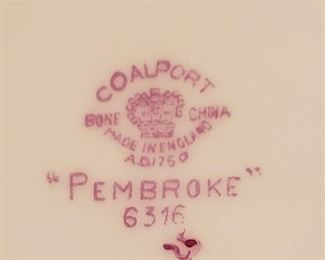 COALPORT
BONE CHINA
MADE IN ENGLAND
A.D. 1750
"PEMBROKE"
6316